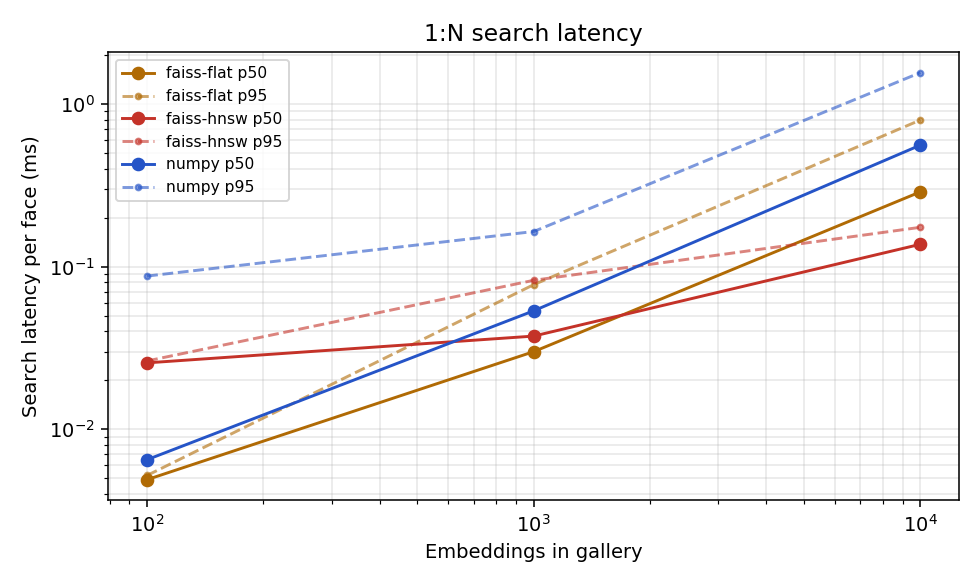 1:N search latency
faiss-flat p50
faiss-flat p95
faiss-hnsw p50
faiss-hnsw p95
numpy p50
numpy p95
Search latency per face (ms)
10⁰
10⁻¹
10⁻²
10² 10³ 10⁴
Embeddings in gallery